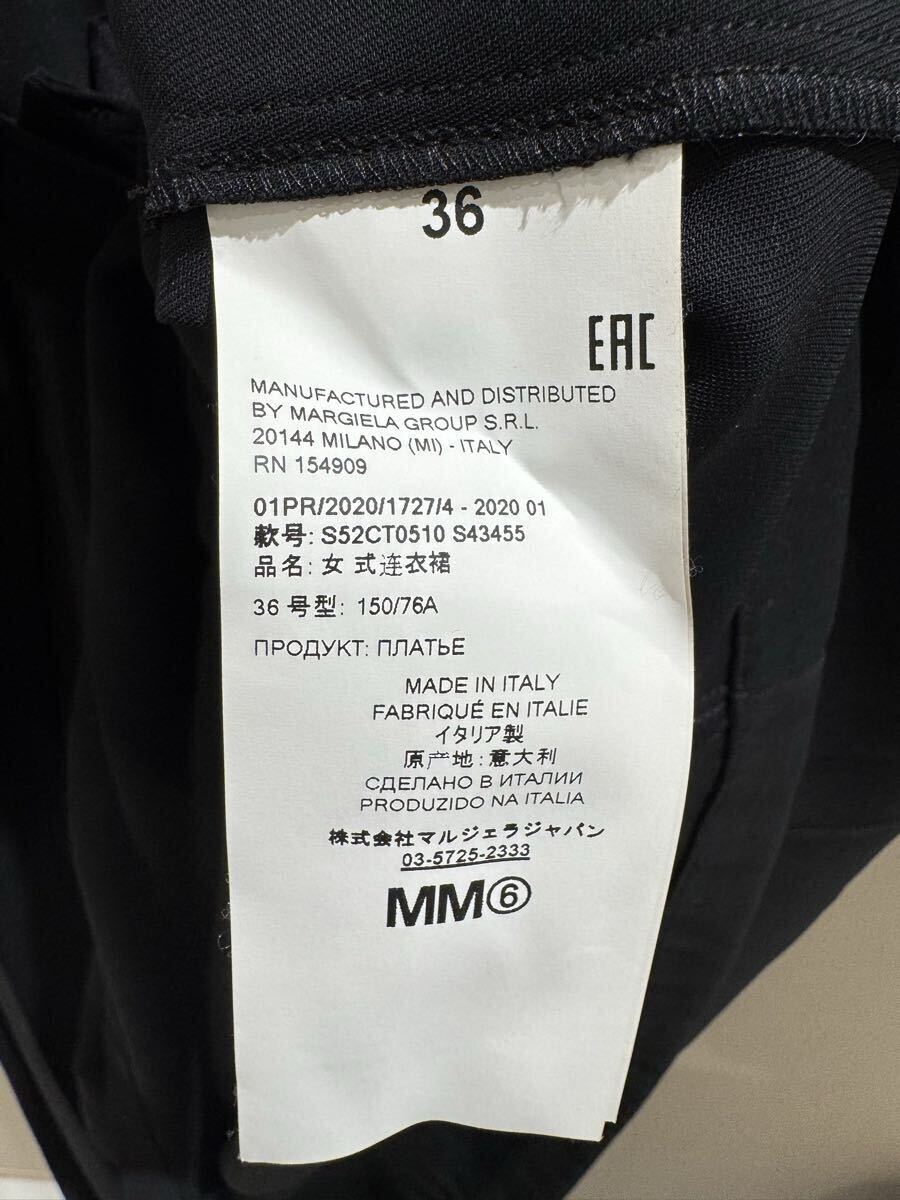 36
EAC
MANUFACTURED AND DISTRIBUTED
BY MARGIELA GROUP S.R.L.
20144 MILANO (MI) - ITALY
RN 154909
01PR/2020/1727/4 - 2020 01
款号: S52CT0510 S43455
品名: 女 式连衣裙
36 号型: 150/76A
ПРОДУКТ: ПЛАТЬЕ
MADE IN ITALY
FABRIQUÉ EN ITALIE
イタリア製
原产地: 意大利
СДЕЛАНО В ИТАЛИИ
PRODUZIDO NA ITALIA
株式会社マルジェラジャパン
03-5725-2333
MM⑥